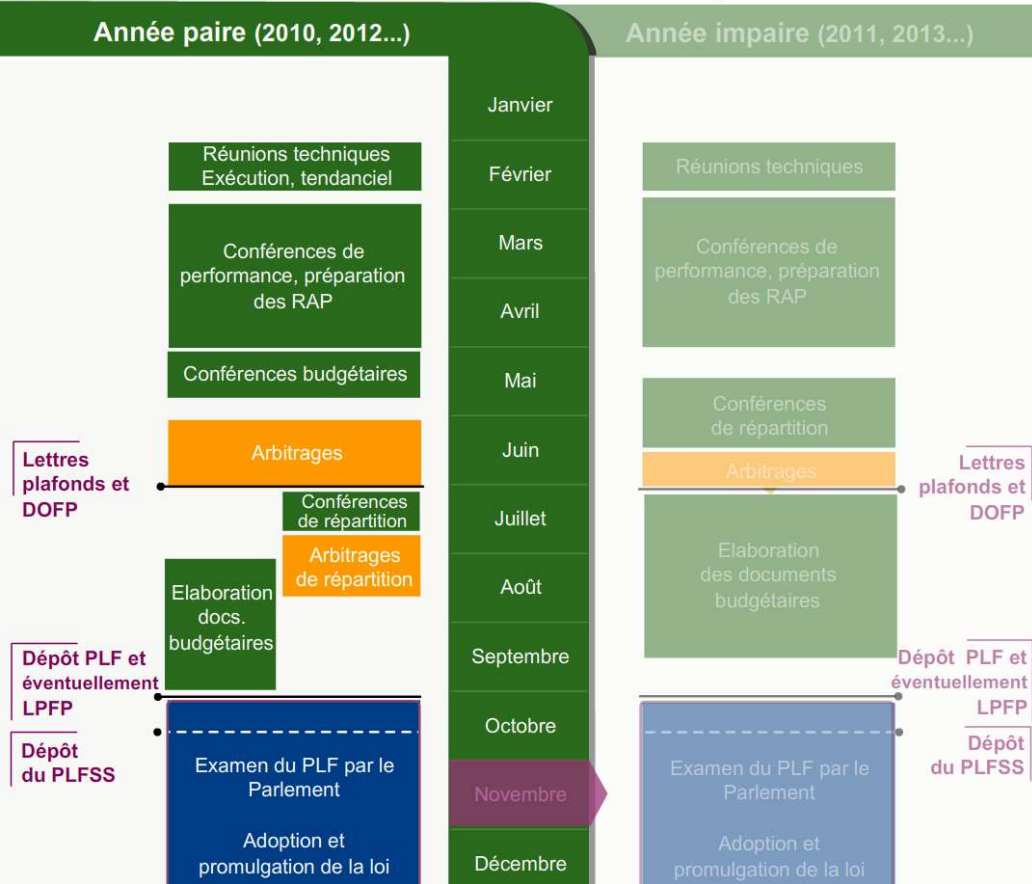 Année paire (2010, 2012...)
Année impaire (2011, 2013...)
Janvier
Février
Mars
Avril
Mai
Juin
Juillet
Août
Septembre
Octobre
Novembre
Décembre
Réunions techniques
Exécution, tendanciel
Conférences de
performance, préparation
des RAP
Conférences budgétaires
Arbitrages
Lettres
plafonds et
DOFP
Conférences
de répartition
Arbitrages
de répartition
Elaboration
docs.
budgétaires
Dépôt PLF et
éventuellement
LPFP
Dépôt
du PLFSS
Examen du PLF par le
Parlement
Adoption et
promulgation de la loi
Réunions techniques
Conférences de
performance, préparation
des RAP
Conférences
de répartition
Arbitrages
Lettres
plafonds et
DOFP
Elaboration
des documents
budgétaires
Dépôt PLF et
éventuellement
LPFP
Dépôt
du PLFSS
Examen du PLF par le
Parlement
Adoption et
promulgation de la loi